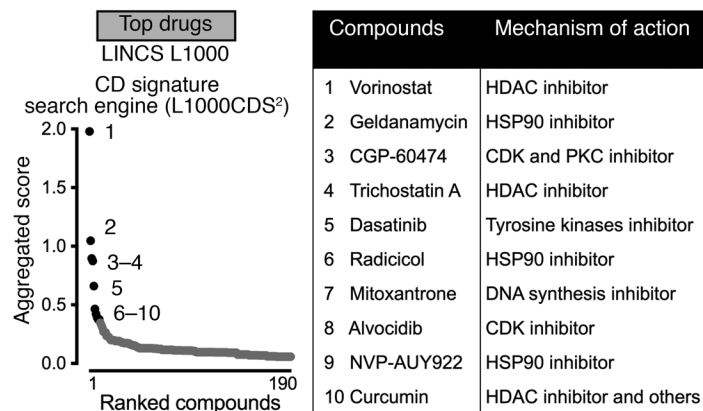 Top drugs
LINCS L1000
CD signature
search engine (L1000CDS²)
Aggregated score
2.0
1.5
1.0
0.5
0.0
1
2
3–4
5
6–10
1 190
Ranked compounds
Compounds Mechanism of action
1 Vorinostat HDAC inhibitor
2 Geldanamycin HSP90 inhibitor
3 CGP-60474 CDK and PKC inhibitor
4 Trichostatin A HDAC inhibitor
5 Dasatinib Tyrosine kinases inhibitor
6 Radicicol HSP90 inhibitor
7 Mitoxantrone DNA synthesis inhibitor
8 Alvocidib CDK inhibitor
9 NVP-AUY922 HSP90 inhibitor
10 Curcumin HDAC inhibitor and others